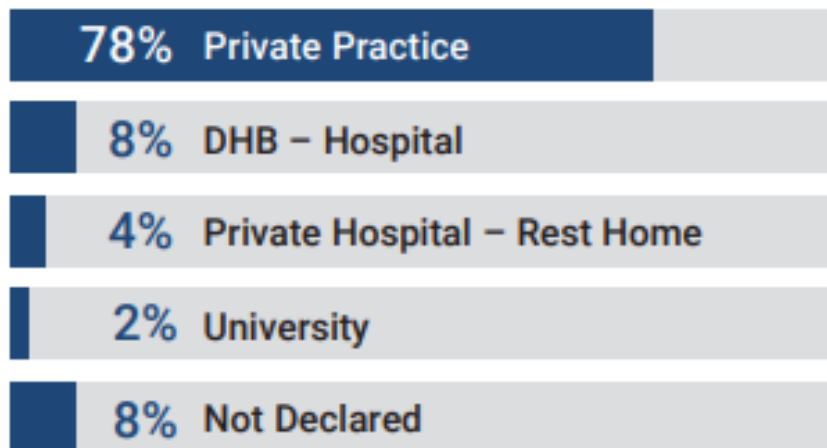 78% Private Practice
8% DHB – Hospital
4% Private Hospital – Rest Home
2% University
8% Not Declared